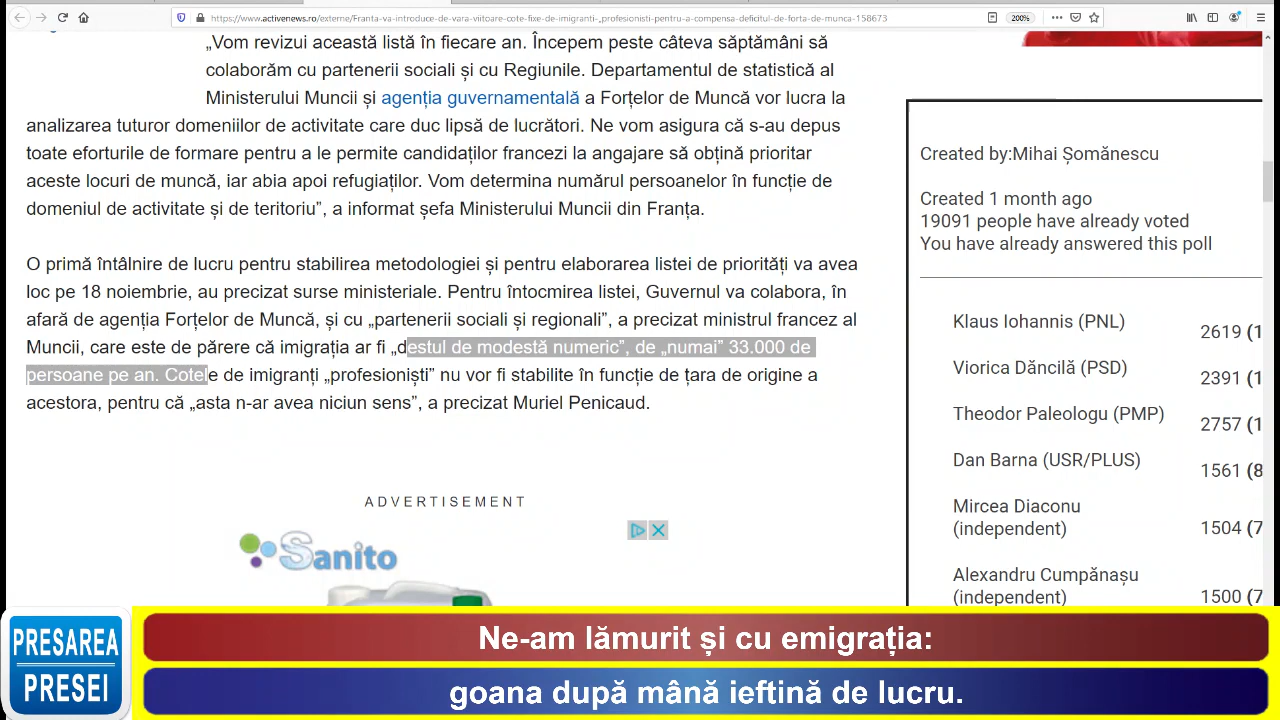 https://www.activenews.ro/externe/Franta-va-introduce-de-vara-viitoare-cote-fixe-de-imigranti-„profesionisti-pentru-a-compensa-deficitul-de-forta-de-munca-158673
200%
„Vom revizui această listă în fiecare an. Începem peste câteva săptămâni să
colaborăm cu partenerii sociali și cu Regiunile. Departamentul de statistică al
Ministerului Muncii și agenția guvernamentală a Forțelor de Muncă vor lucra la
analizarea tuturor domeniilor de activitate care duc lipsă de lucrători. Ne vom asigura că s-au depus
toate eforturile de formare pentru a le permite candidaților francezi la angajare să obțină prioritar
aceste locuri de muncă, iar abia apoi refugiaților. Vom determina numărul persoanelor în funcție de
domeniul de activitate și de teritoriu”, a informat șefa Ministerului Muncii din Franța.
O primă întâlnire de lucru pentru stabilirea metodologiei și pentru elaborarea listei de priorități va avea
loc pe 18 noiembrie, au precizat surse ministeriale. Pentru întocmirea listei, Guvernul va colabora, în
afară de agenția Forțelor de Muncă, și cu „partenerii sociali și regionali”, a precizat ministrul francez al
Muncii, care este de părere că imigrația ar fi „destul de modestă numeric”, de „numai” 33.000 de
persoane pe an. Cotele de imigranți „profesioniști” nu vor fi stabilite în funcție de țara de origine a
acestora, pentru că „asta n-ar avea niciun sens”, a precizat Muriel Penicaud.
ADVERTISEMENT
Sanito
Created by:Mihai Șomănescu
Created 1 month ago
19091 people have already voted
You have already answered this poll
Klaus Iohannis (PNL) 2619 (1
Viorica Dăncilă (PSD) 2391 (1
Theodor Paleologu (PMP) 2757 (1
Dan Barna (USR/PLUS) 1561 (8
Mircea Diaconu
(independent) 1504 (7
Alexandru Cumpănașu
(independent) 1500 (7
PRESAREA
PRESEI
Ne-am lămurit și cu emigrația:
goana după mână ieftină de lucru.